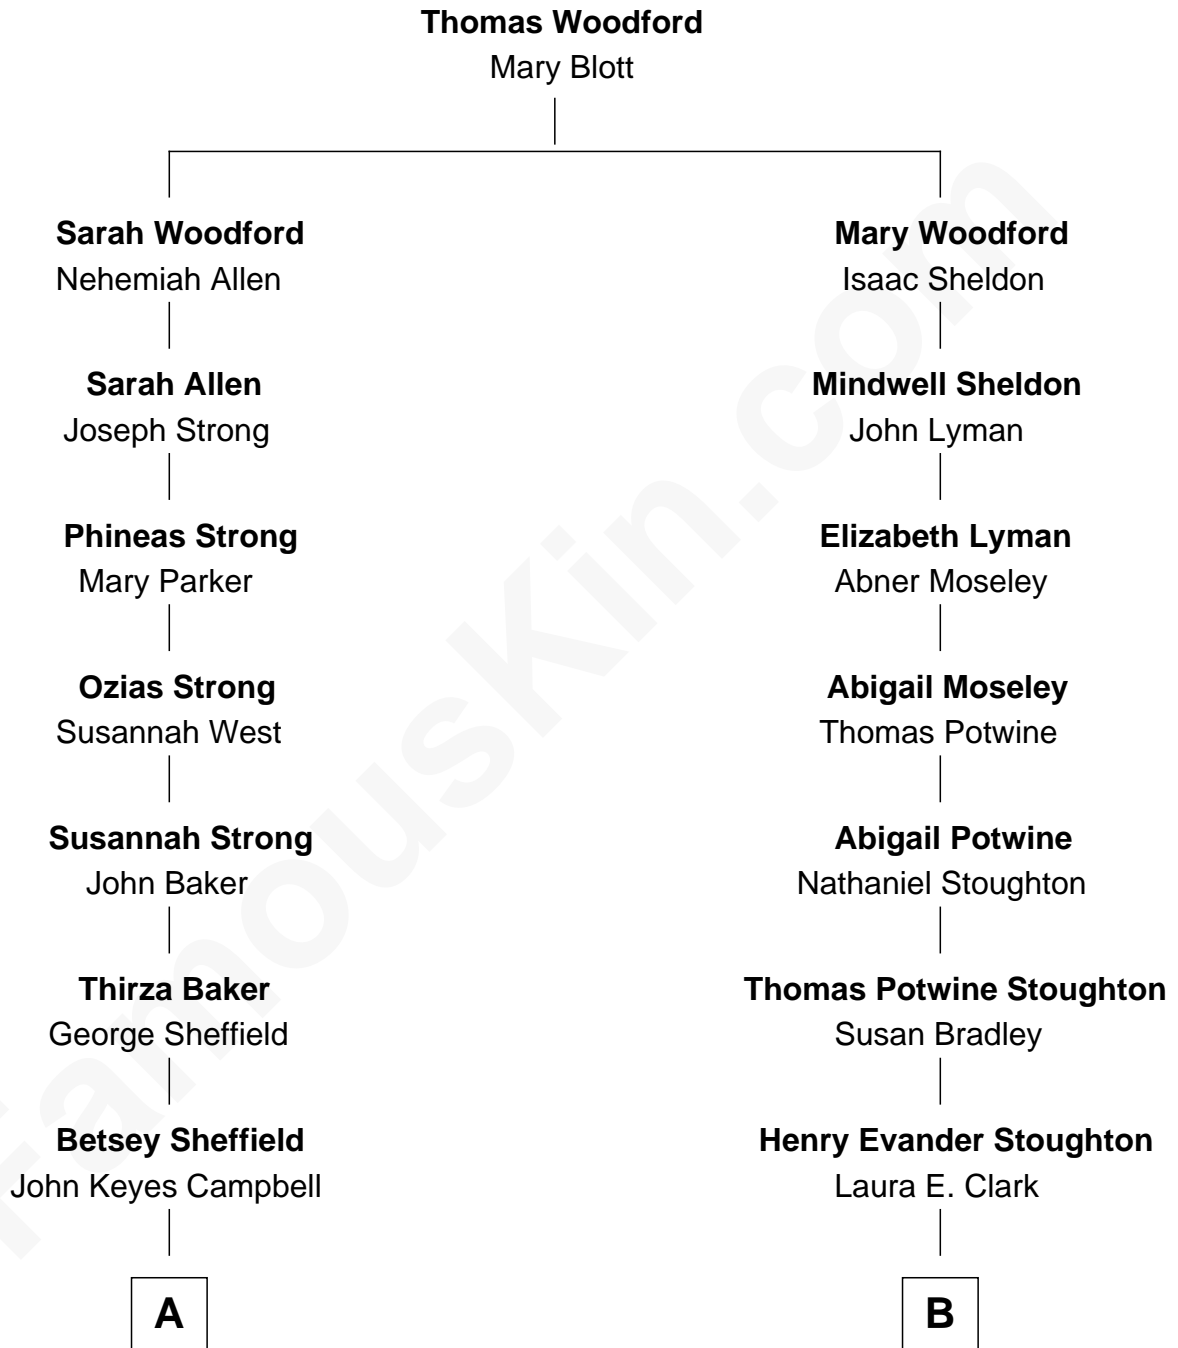 Thomas Woodford
Mary Blott
Sarah Woodford
Nehemiah Allen
Sarah Allen
Joseph Strong
Phineas Strong
Mary Parker
Ozias Strong
Susannah West
Susannah Strong
John Baker
Thirza Baker
George Sheffield
Betsey Sheffield
John Keyes Campbell
A
Mary Woodford
Isaac Sheldon
Mindwell Sheldon
John Lyman
Elizabeth Lyman
Abner Moseley
Abigail Moseley
Thomas Potwine
Abigail Potwine
Nathaniel Stoughton
Thomas Potwine Stoughton
Susan Bradley
Henry Evander Stoughton
Laura E. Clark
B
FamousKin.com